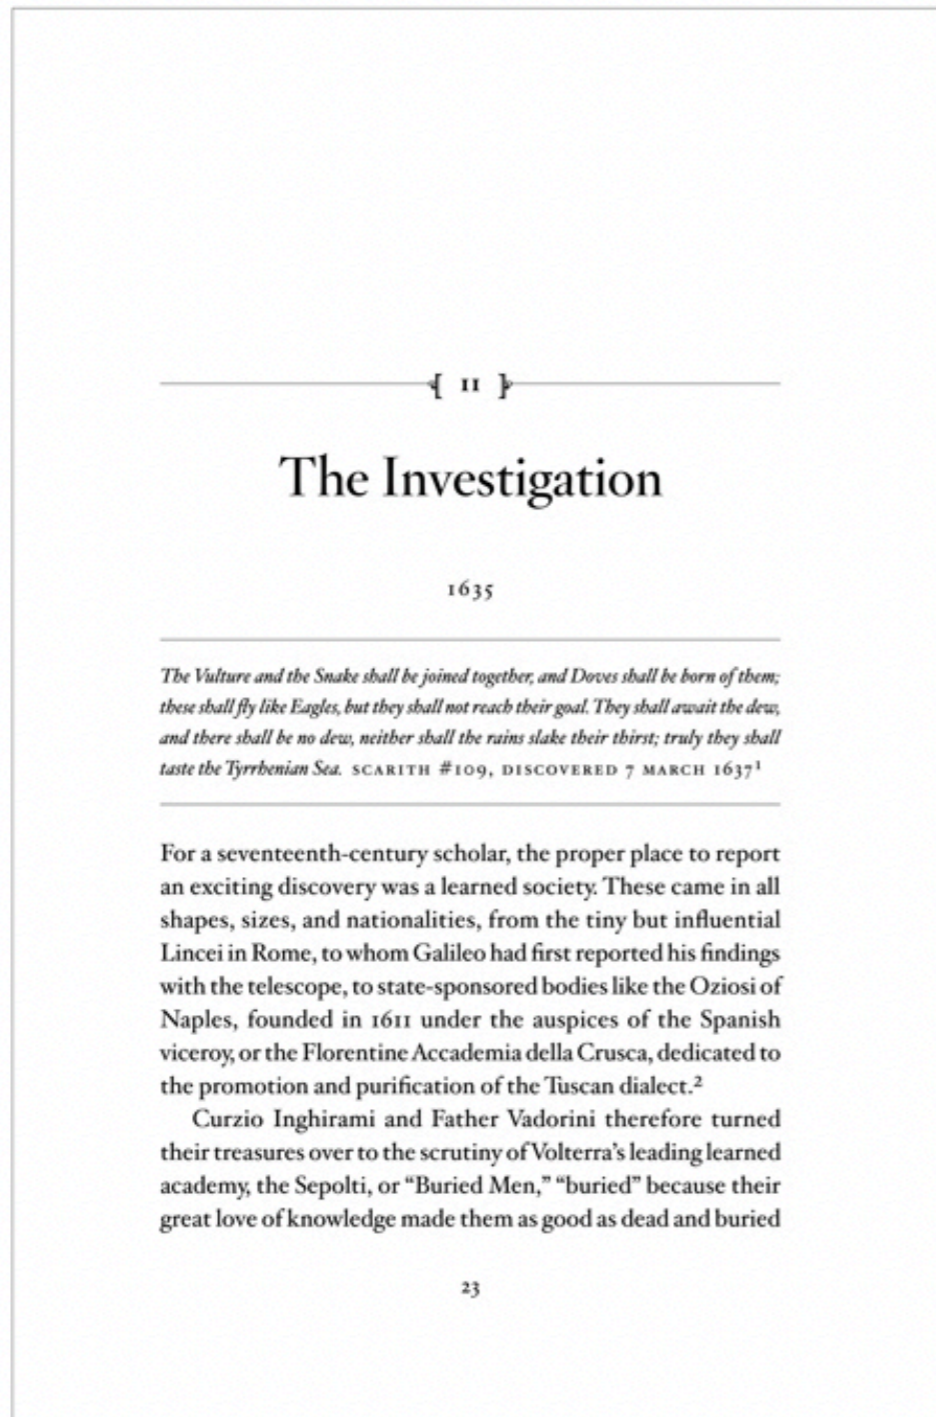 { II }
The Investigation
1635
The Vulture and the Snake shall be joined together, and Doves shall be born of them;
these shall fly like Eagles, but they shall not reach their goal. They shall await the dew,
and there shall be no dew, neither shall the rains slake their thirst; truly they shall
taste the Tyrrhenian Sea. SCARITH #109, DISCOVERED 7 MARCH 1637¹
For a seventeenth-century scholar, the proper place to report
an exciting discovery was a learned society. These came in all
shapes, sizes, and nationalities, from the tiny but influential
Lincei in Rome, to whom Galileo had first reported his findings
with the telescope, to state-sponsored bodies like the Oziosi of
Naples, founded in 1611 under the auspices of the Spanish
viceroy, or the Florentine Accademia della Crusca, dedicated to
the promotion and purification of the Tuscan dialect.²
Curzio Inghirami and Father Vadorini therefore turned
their treasures over to the scrutiny of Volterra’s leading learned
academy, the Sepolti, or “Buried Men,” “buried” because their
great love of knowledge made them as good as dead and buried
23